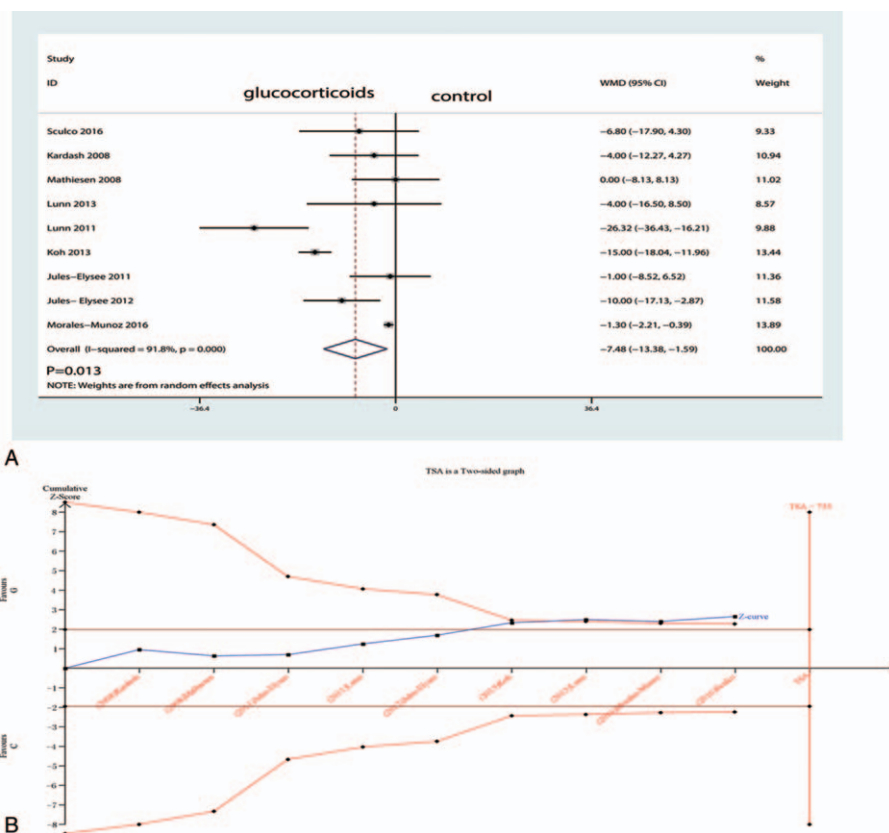 Study %
ID WMD (95% CI) Weight
glucocorticoids control
Sculco 2016 −6.80 (−17.90, 4.30) 9.33
Kardash 2008 −4.00 (−12.27, 4.27) 10.94
Mathiesen 2008 0.00 (−8.13, 8.13) 11.02
Lunn 2013 −4.00 (−16.50, 8.50) 8.57
Lunn 2011 −26.32 (−36.43, −16.21) 9.88
Koh 2013 −15.00 (−18.04, −11.96) 13.44
Jules−Elysee 2011 −1.00 (−8.52, 6.52) 11.36
Jules− Elysee 2012 −10.00 (−17.13, −2.87) 11.58
Morales−Munoz 2016 −1.30 (−2.21, −0.39) 13.89
Overall (I−squared = 91.8%, p = 0.000) −7.48 (−13.38, −1.59) 100.00
P=0.013
NOTE: Weights are from random effects analysis
−36.4 0 36.4
A
TSA is a Two-sided graph
Cumulative
Z-Score
8
7
6
5
4
3
2
1
-1
-2
-3
-4
-5
-6
-7
-8
Favours
G
Favours
C
Z-curve
TSA
B